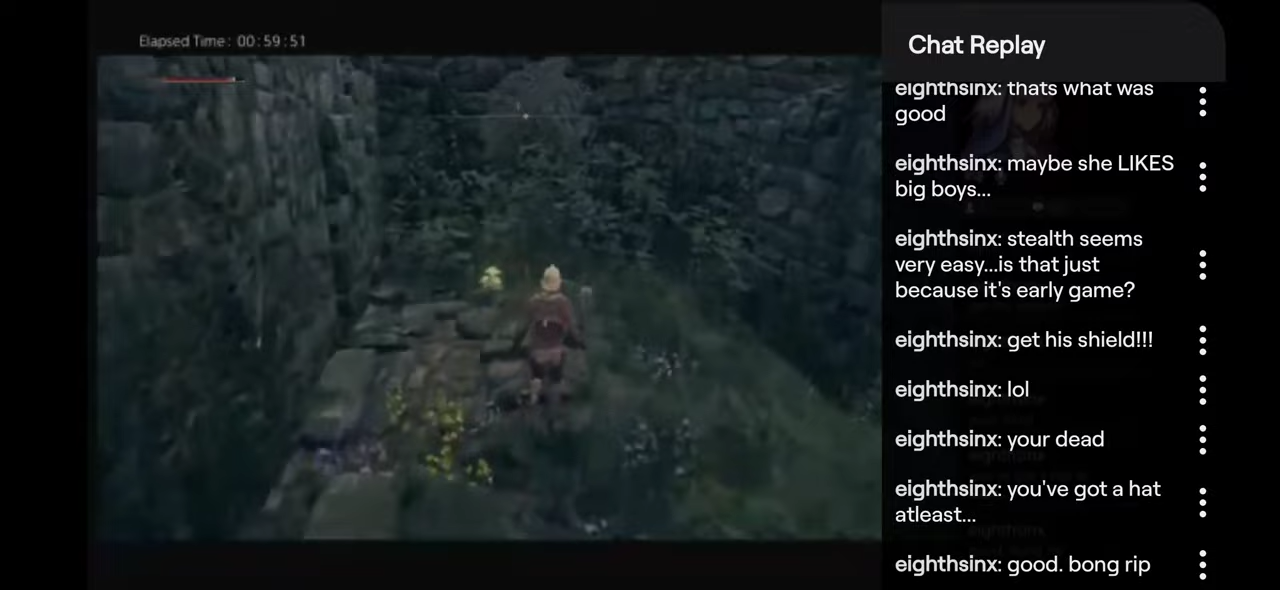 Elapsed Time: 00:59:51
Chat Replay
eighthsinx: thats what was
good
eighthsinx: maybe she LIKES
big boys...
eighthsinx: stealth seems
very easy...is that just
because it's early game?
eighthsinx: get his shield!!!
eighthsinx: lol
eighthsinx: your dead
eighthsinx: you've got a hat
atleast...
eighthsinx: good. bong rip